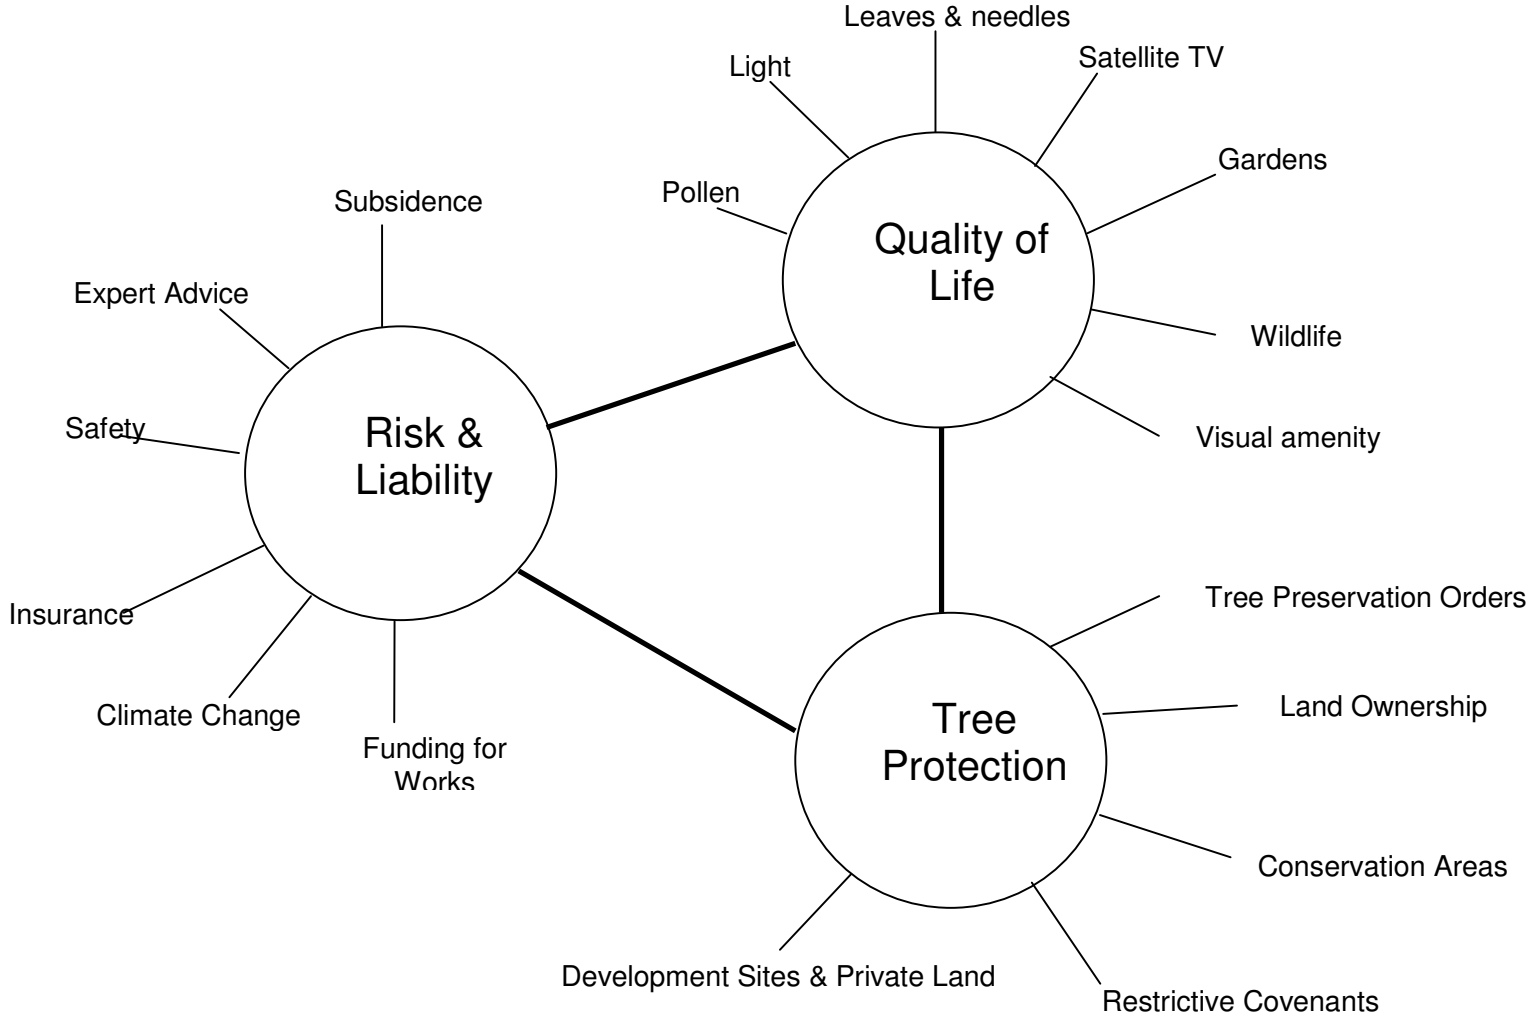 Leaves & needles
Satellite TV
Light
Gardens
Pollen
Subsidence
Quality of
Life
Expert Advice
Wildlife
Safety
Risk &
Liability
Visual amenity
Tree Preservation Orders
Insurance
Land Ownership
Climate Change
Tree
Protection
Funding for
Works
Conservation Areas
Development Sites & Private Land
Restrictive Covenants